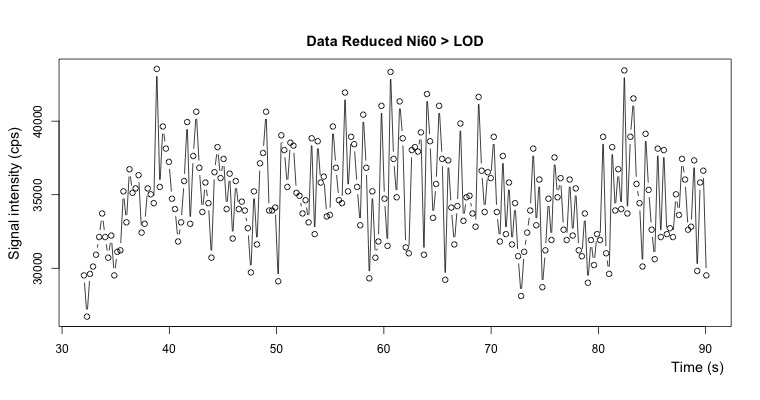 Data Reduced Ni60 > LOD
Signal intensity (cps)
40000
35000
30000
30 40 50 60 70 80 90
Time (s)